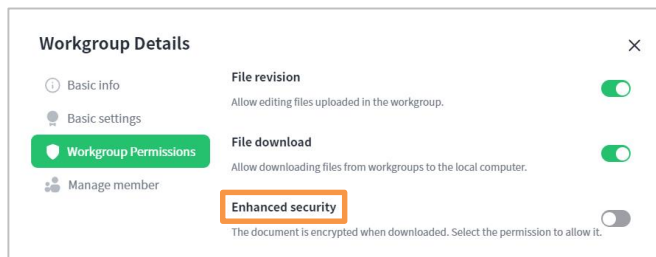 Workgroup Details
Basic info
Basic settings
Workgroup Permissions
Manage member
File revision
Allow editing files uploaded in the workgroup.
File download
Allow downloading files from workgroups to the local computer.
Enhanced security
The document is encrypted when downloaded. Select the permission to allow it.